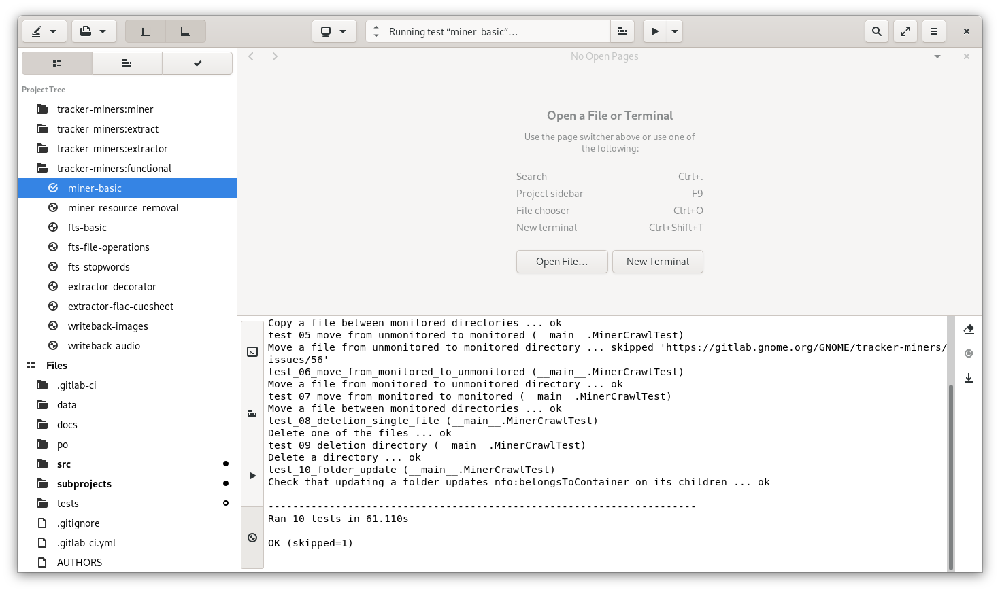 Running test “miner-basic”…
Project Tree
tracker-miners:miner
tracker-miners:extract
tracker-miners:extractor
tracker-miners:functional
miner-basic
miner-resource-removal
fts-basic
fts-file-operations
fts-stopwords
extractor-decorator
extractor-flac-cuesheet
writeback-images
writeback-audio
Files
.gitlab-ci
data
docs
po
src
subprojects
tests
.gitignore
.gitlab-ci.yml
AUTHORS
No Open Pages
Open a File or Terminal
Use the page switcher above or use one of
the following:
Search Ctrl+.
Project sidebar F9
File chooser Ctrl+O
New terminal Ctrl+Shift+T
Open File… New Terminal
Copy a file between monitored directories ... ok
test_05_move_from_unmonitored_to_monitored (__main__.MinerCrawlTest)
Move a file from unmonitored to monitored directory ... skipped 'https://gitlab.gnome.org/GNOME/tracker-miners/
issues/56'
test_06_move_from_monitored_to_unmonitored (__main__.MinerCrawlTest)
Move a file from monitored to unmonitored directory ... ok
test_07_move_from_monitored_to_monitored (__main__.MinerCrawlTest)
Move a file between monitored directories ... ok
test_08_deletion_single_file (__main__.MinerCrawlTest)
Delete one of the files ... ok
test_09_deletion_directory (__main__.MinerCrawlTest)
Delete a directory ... ok
test_10_folder_update (__main__.MinerCrawlTest)
Check that updating a folder updates nfo:belongsToContainer on its children ... ok
----------------------------------------------------------------------
Ran 10 tests in 61.110s
OK (skipped=1)